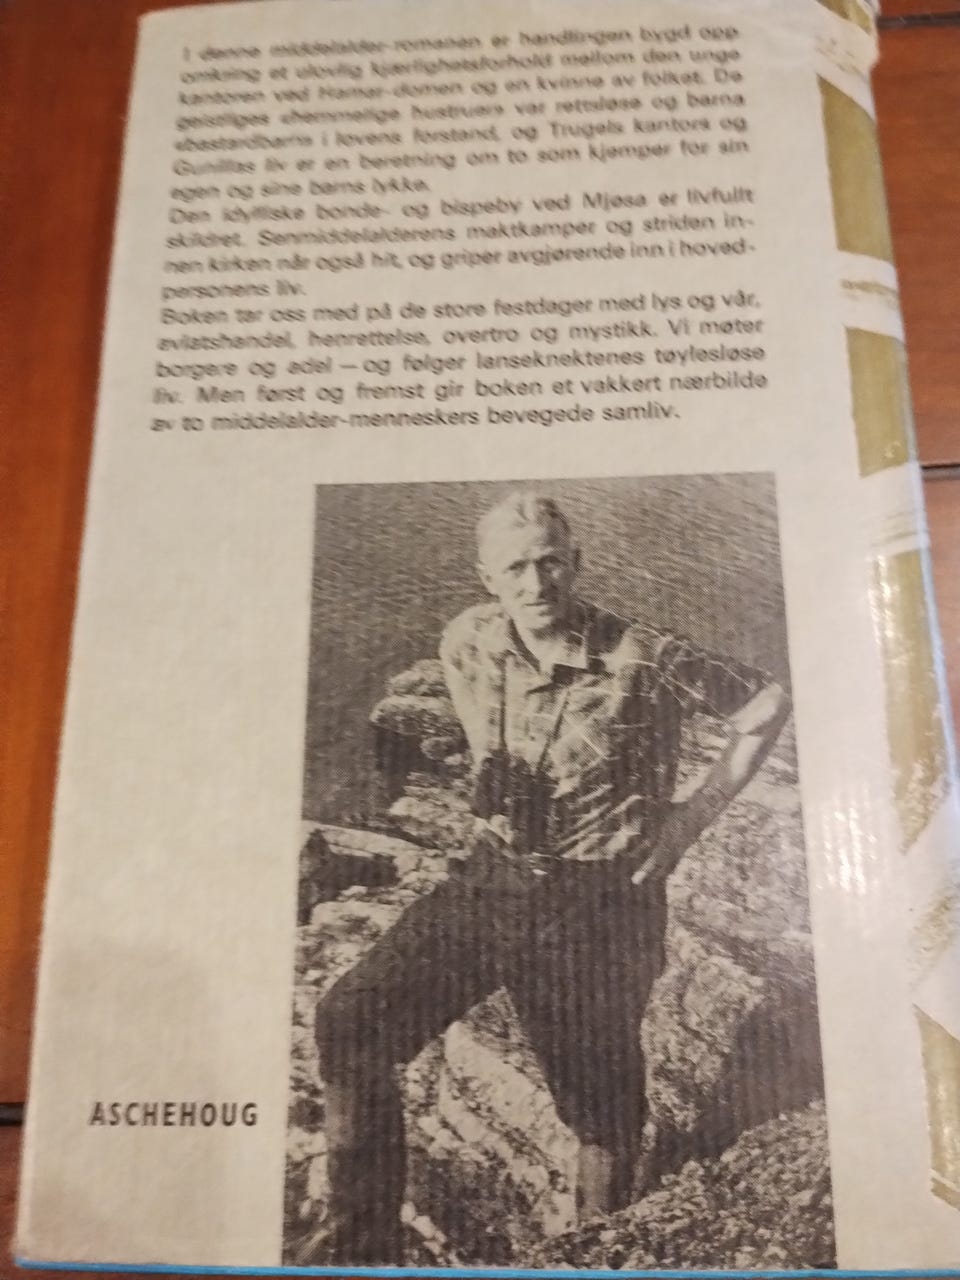 I denne middelalder-romanen er handlingen bygd opp
omkring et ulovlig kjærlighetsforhold mellom den unge
kantoren ved Hamar-domen og en kvinne av folket. De
geistliges «hemmelige hustruer» var rettsløse og barna
«bastardbarn» i lovens forstand, og Trugels kantors og
Gunillas liv er en beretning om to som kjemper for sin
egen og sine barns lykke.
Den idylliske bonde- og bispeby ved Mjøsa er livfullt
skildret. Senmiddelalderens maktkamper og striden in-
nen kirken når også hit, og griper avgjørende inn i hoved-
personens liv.
Boken tar oss med på de store festdager med lys og vår,
avlatshandel, henrettelse, overtro og mystikk. Vi møter
borgere og adel — og følger lanseknektenes tøylesløse
liv. Men først og fremst gir boken et vakkert nærbilde
av to middelalder-menneskers bevegede samliv.
ASCHEHOUG